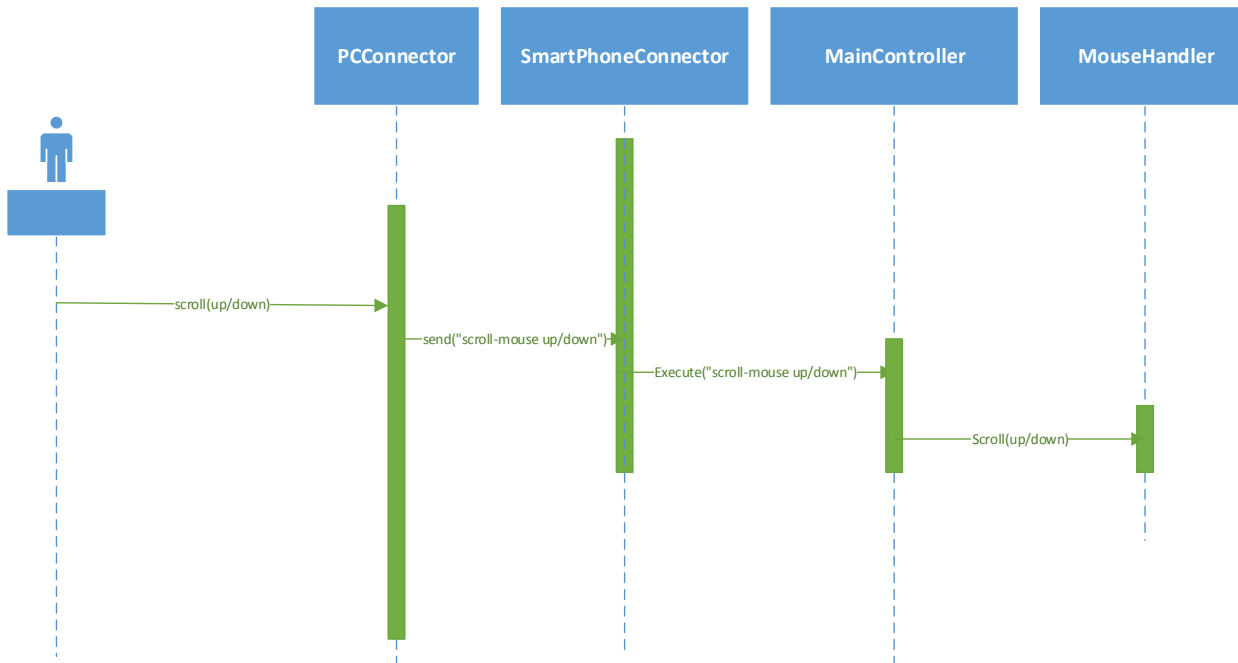 PCConnector
SmartPhoneConnector
MainController
MouseHandler
scroll(up/down)
send("scroll-mouse up/down")
Execute("scroll-mouse up/down")
Scroll(up/down)